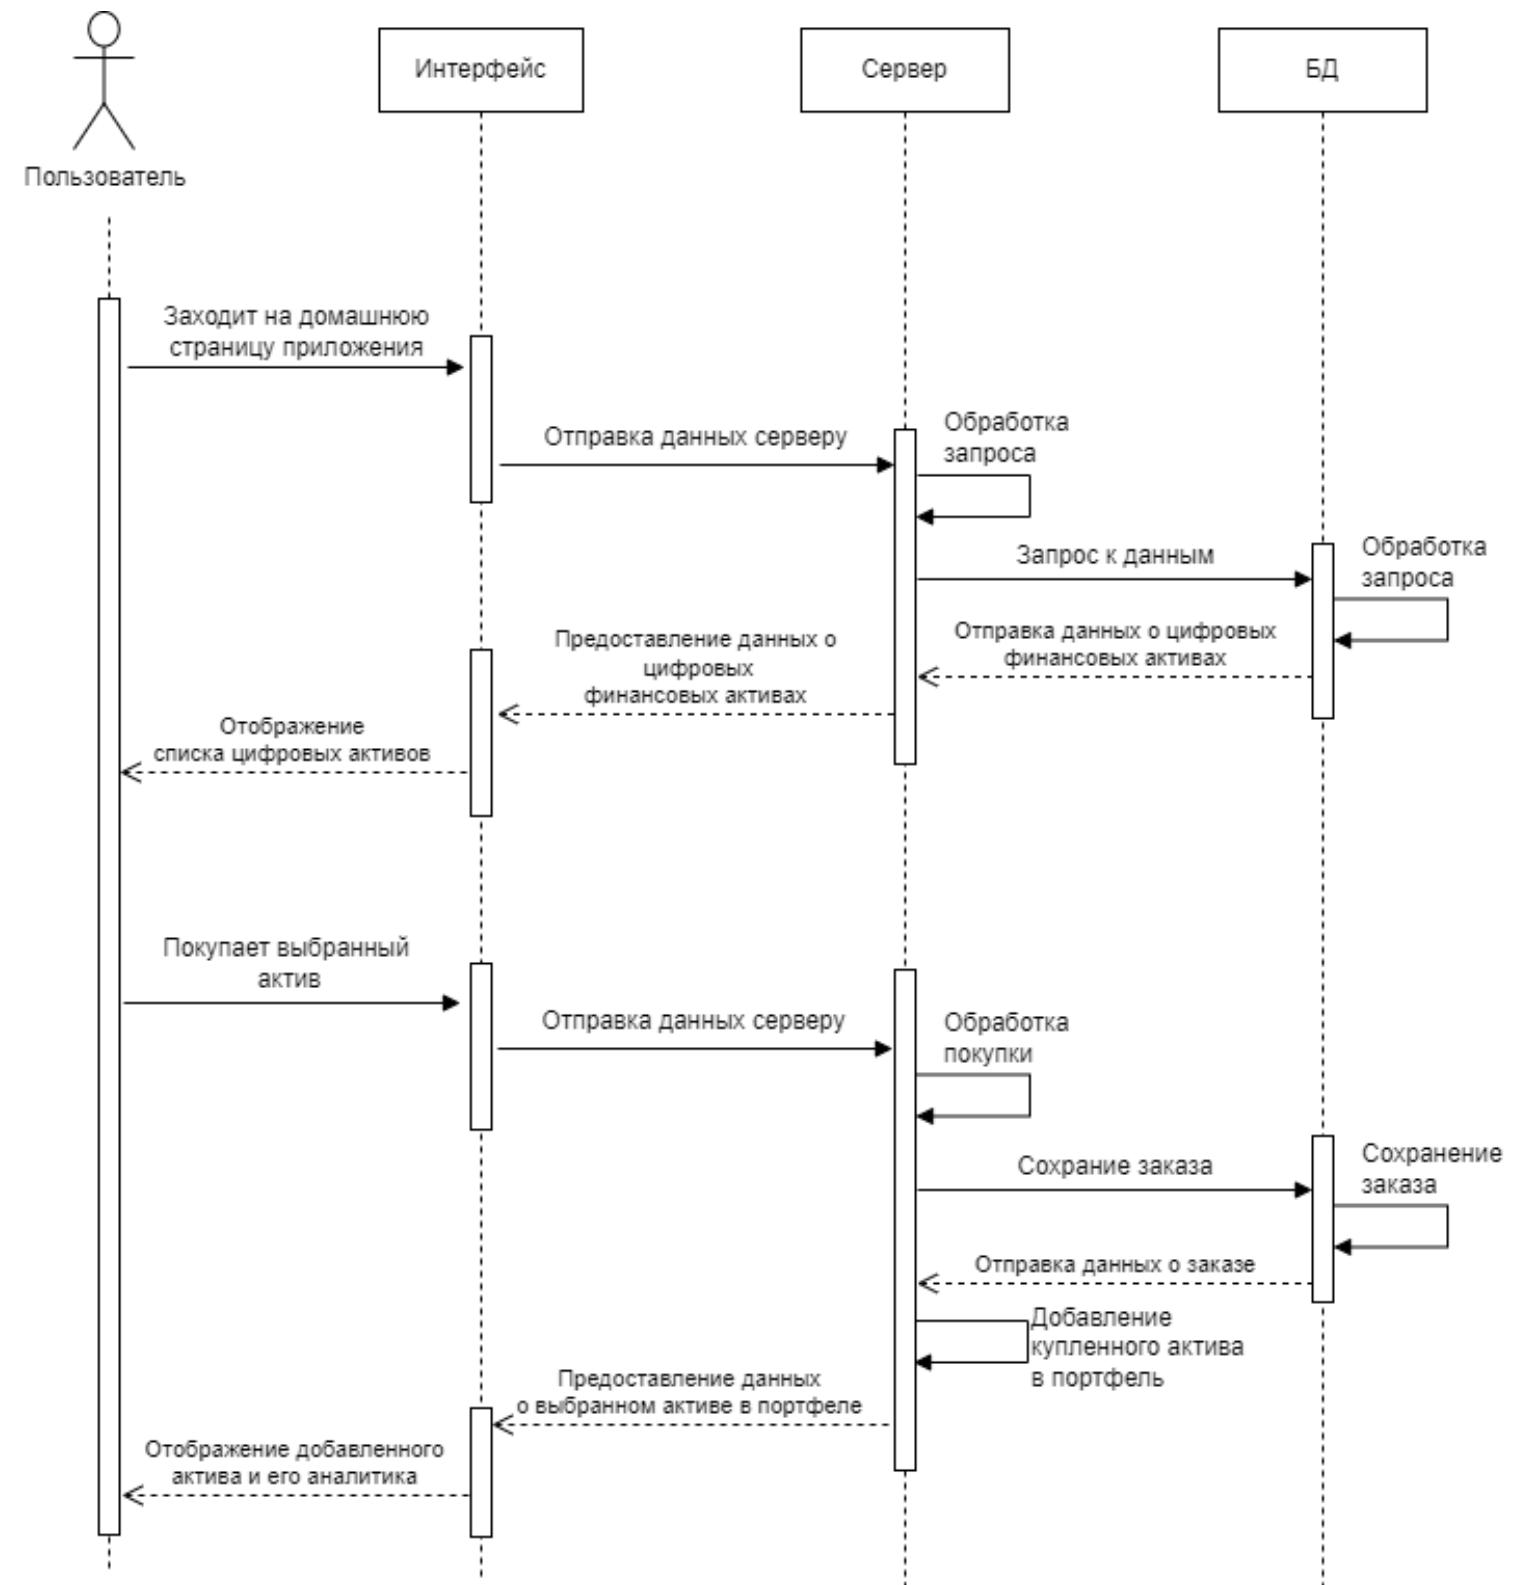 Интерфейс
Сервер
БД
Пользователь
Заходит на домашнюю
страницу приложения
Отправка данных серверу
Обработка
запроса
Запрос к данным
Обработка
запроса
Отправка данных о цифровых
финансовых активах
Предоставление данных о
цифровых
финансовых активах
Отображение
списка цифровых активов
Покупает выбранный
актив
Отправка данных серверу
Обработка
покупки
Сохрание заказа
Сохранение
заказа
Отправка данных о заказе
Добавление
купленного актива
в портфель
Предоставление данных
о выбранном активе в портфеле
Отображение добавленного
актива и его аналитика